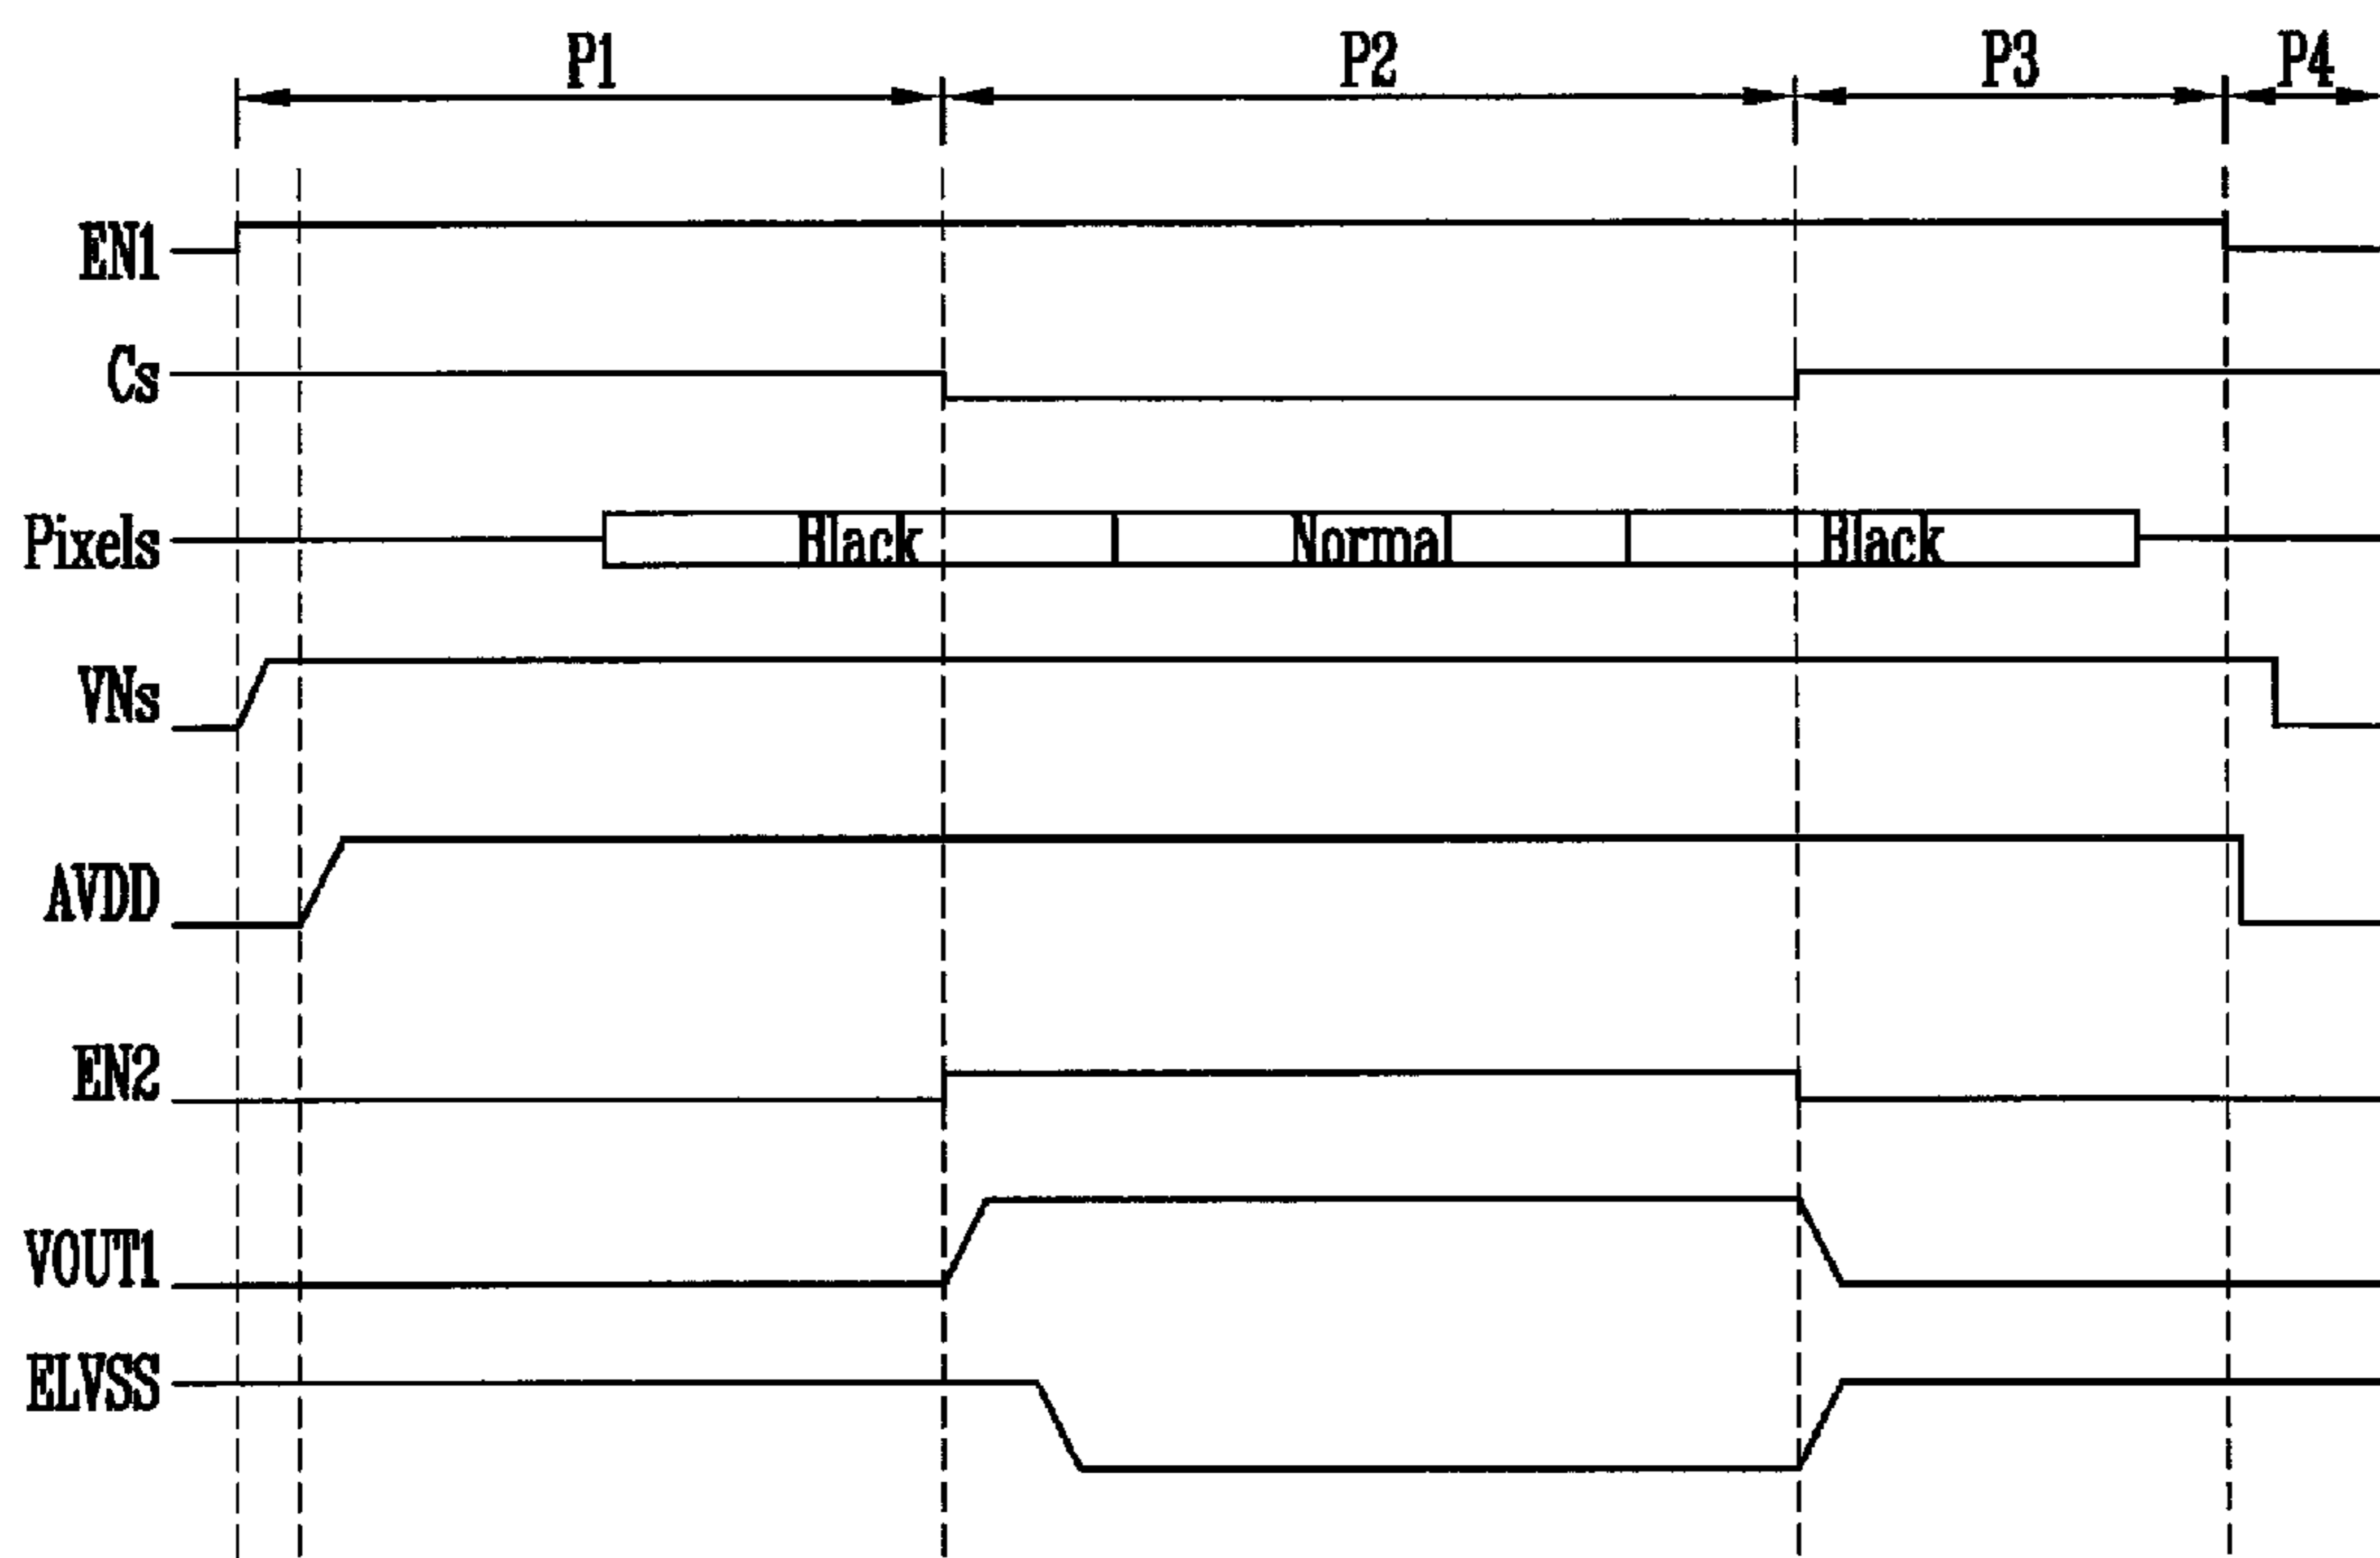 P1 P2 P3 P4
EN1
Cs
Pixels Black Normal Black
VNs
AVDD
EN2
VOUT1
ELVSS